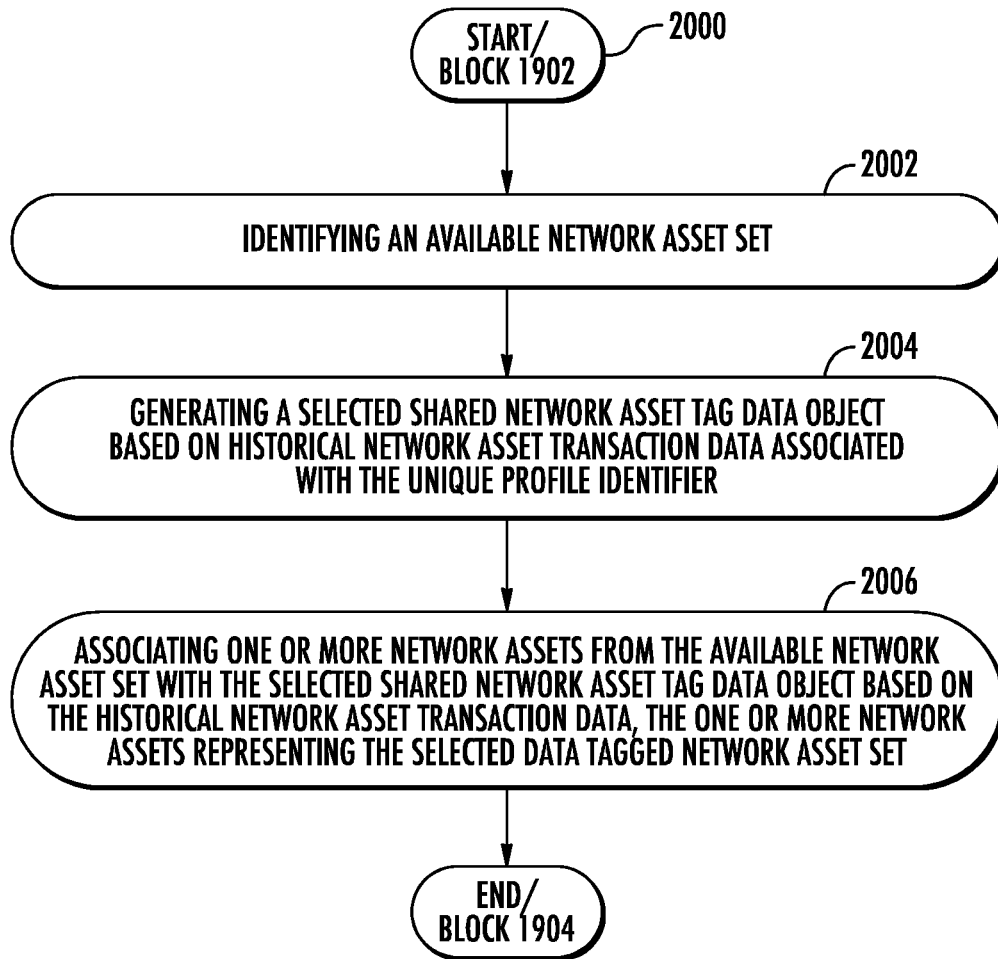 START/
BLOCK 1902
2000
2002
IDENTIFYING AN AVAILABLE NETWORK ASSET SET
2004
GENERATING A SELECTED SHARED NETWORK ASSET TAG DATA OBJECT
BASED ON HISTORICAL NETWORK ASSET TRANSACTION DATA ASSOCIATED
WITH THE UNIQUE PROFILE IDENTIFIER
2006
ASSOCIATING ONE OR MORE NETWORK ASSETS FROM THE AVAILABLE NETWORK
ASSET SET WITH THE SELECTED SHARED NETWORK ASSET TAG DATA OBJECT BASED ON
THE HISTORICAL NETWORK ASSET TRANSACTION DATA, THE ONE OR MORE NETWORK
ASSETS REPRESENTING THE SELECTED DATA TAGGED NETWORK ASSET SET
END/
BLOCK 1904